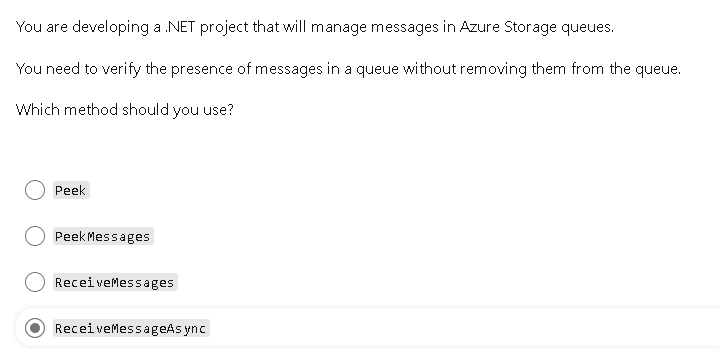 You are developing a .NET project that will manage messages in Azure Storage queues.
You need to verify the presence of messages in a queue without removing them from the queue.
Which method should you use?
Peek
PeekMessages
ReceiveMessages
ReceiveMessageAsync